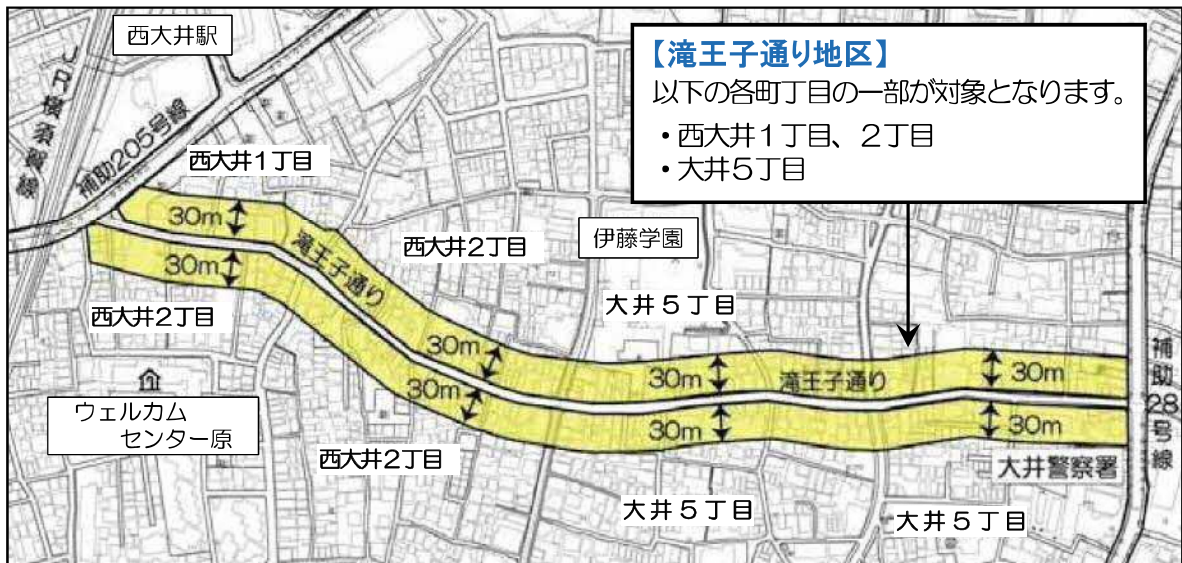 西大井駅
【滝王子通り地区】
以下の各町丁目の一部が対象となります。
・西大井1丁目、2丁目
・大井5丁目
JR横須賀線
補助205号線
西大井1丁目
30m
滝王子通り
西大井2丁目
伊藤学園
30m
西大井2丁目
大井5丁目
30m
30m
滝王子通り
30m
補助28号線
30m
30m
30m
ウェルカム
センター原
西大井2丁目
大井警察署
大井5丁目
大井5丁目